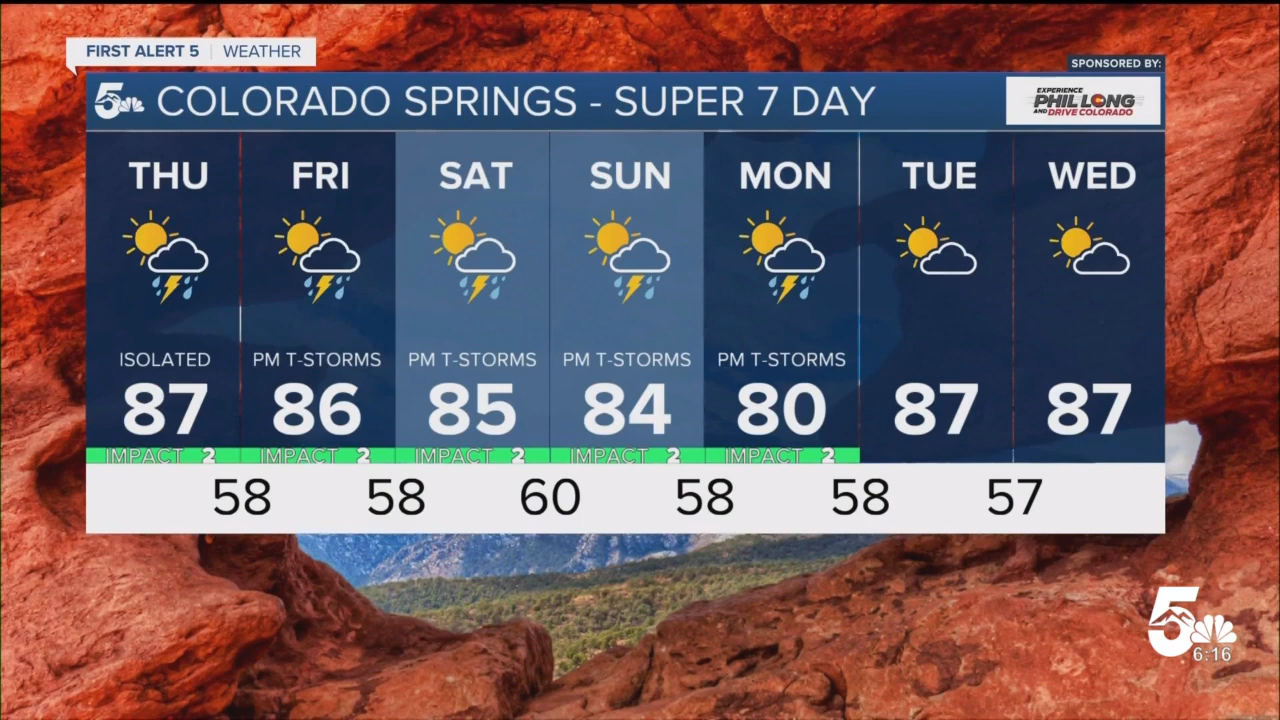 FIRST ALERT 5 | WEATHER
SPONSORED BY:
5 COLORADO SPRINGS - SUPER 7 DAY
EXPERIENCE
PHIL LONG
AND DRIVE COLORADO
THU FRI SAT SUN MON TUE WED
ISOLATED PM T-STORMS PM T-STORMS PM T-STORMS PM T-STORMS
87 86 85 84 80 87 87
IMPACT 2 IMPACT 2 IMPACT 2 IMPACT 2 IMPACT 2
58 58 60 58 58 57
5
6:16